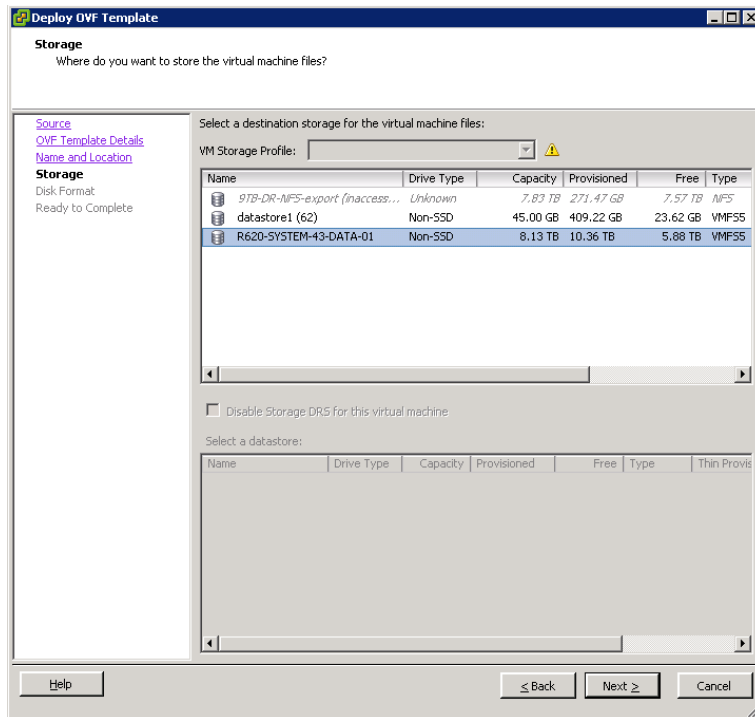 Deploy OVF Template
Storage
Where do you want to store the virtual machine files?
Source
OVF Template Details
Name and Location
Storage
Disk Format
Ready to Complete
Select a destination storage for the virtual machine files:
VM Storage Profile:
Name Drive Type Capacity Provisioned Free Type
9TB-DR-NFS-export (inaccess... Unknown 7.83 TB 271.47 GB 7.57 TB NFS
datastore1 (62) Non-SSD 45.00 GB 409.22 GB 23.62 GB VMFS5
R620-SYSTEM-43-DATA-01 Non-SSD 8.13 TB 10.36 TB 5.88 TB VMFS5
Disable Storage DRS for this virtual machine
Select a datastore:
Name Drive Type Capacity Provisioned Free Type Thin Provis
Help
< Back Next > Cancel